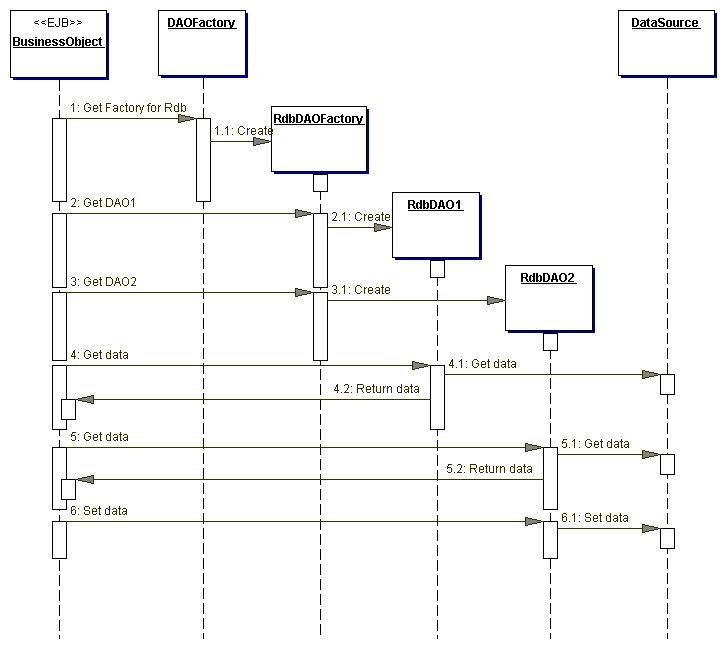 <<EJB>>
BusinessObject
DAOFactory
DataSource
1: Get Factory for Rdb
1.1: Create
RdbDAOFactory
2: Get DAO1
2.1: Create
RdbDAO1
3: Get DAO2
3.1: Create
RdbDAO2
4: Get data
4.1: Get data
4.2: Return data
5: Get data
5.1: Get data
5.2: Return data
6: Set data
6.1: Set data